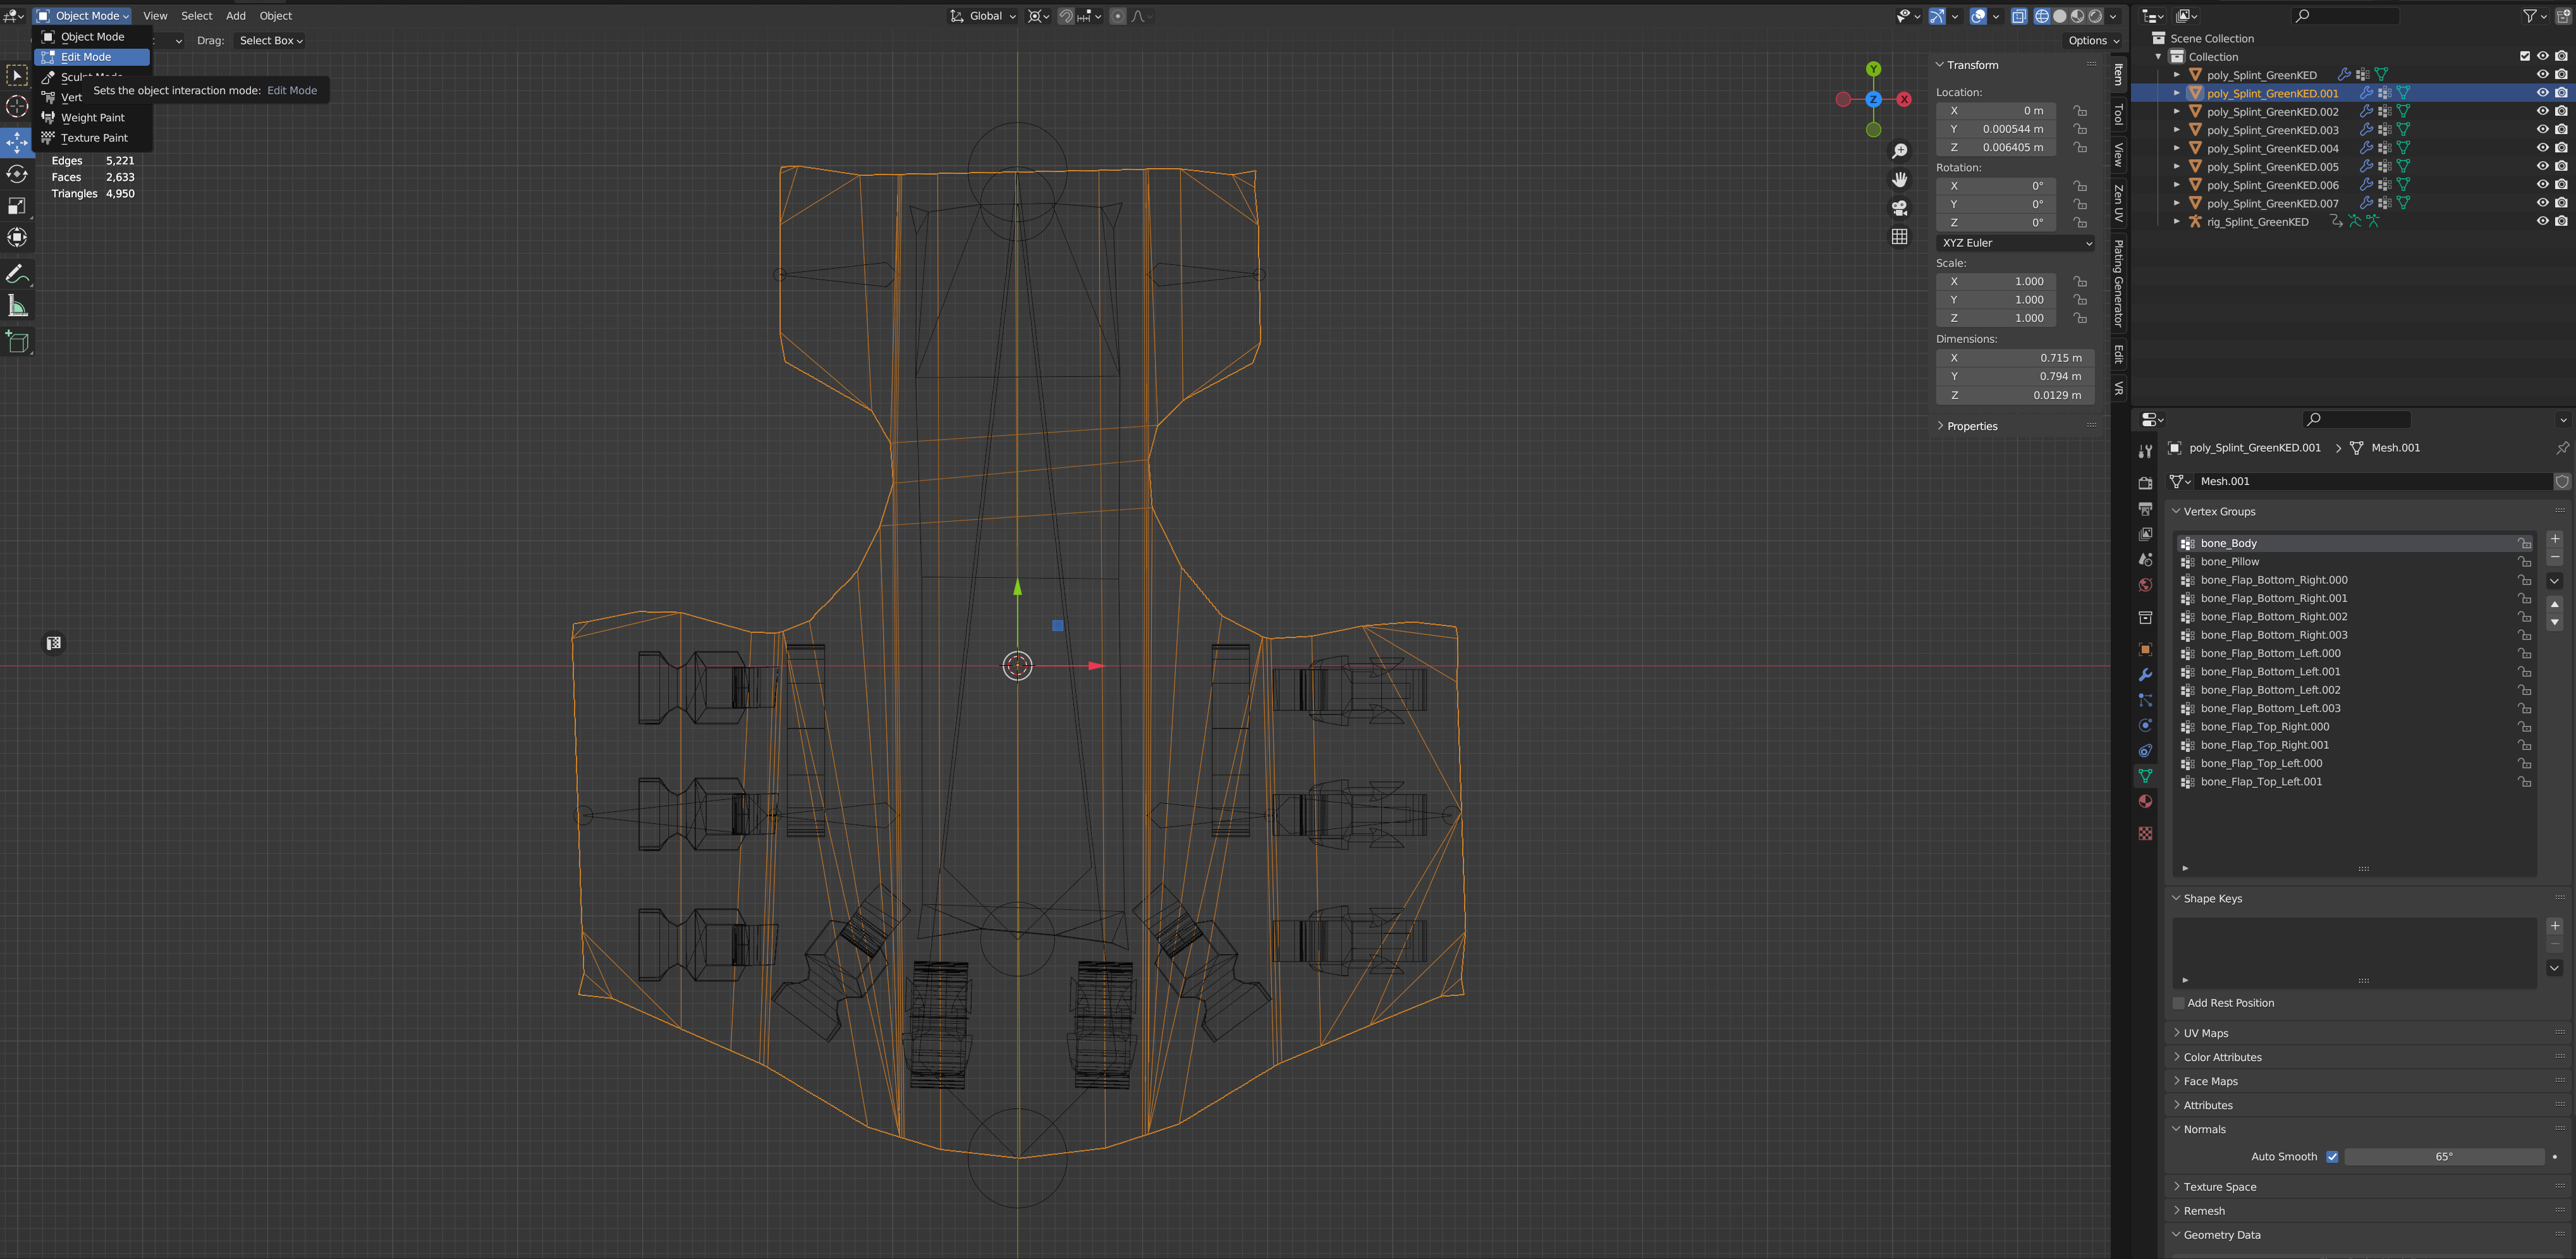 Object Mode View Select Add Object
Global
Object Mode
Drag: Select Box
Options
Edit Mode
Sculpt Mode
Sets the object interaction mode: Edit Mode
Vert
Weight Paint
Texture Paint
Edges 5,221
Faces 2,633
Triangles 4,950
Y
Z
X
Transform
Location:
X 0 m
Y 0.000544 m
Z 0.006405 m
Rotation:
X 0°
Y 0°
Z 0°
XYZ Euler
Scale:
X 1.000
Y 1.000
Z 1.000
Dimensions:
X 0.715 m
Y 0.794 m
Z 0.0129 m
Properties
Item
Tool
View
Zen UV
Plating Generator
Edit
VR
Scene Collection
Collection
poly_Splint_GreenKED
poly_Splint_GreenKED.001
poly_Splint_GreenKED.002
poly_Splint_GreenKED.003
poly_Splint_GreenKED.004
poly_Splint_GreenKED.005
poly_Splint_GreenKED.006
poly_Splint_GreenKED.007
rig_Splint_GreenKED
poly_Splint_GreenKED.001 > Mesh.001
Mesh.001
Vertex Groups
bone_Body
bone_Pillow
bone_Flap_Bottom_Right.000
bone_Flap_Bottom_Right.001
bone_Flap_Bottom_Right.002
bone_Flap_Bottom_Right.003
bone_Flap_Bottom_Left.000
bone_Flap_Bottom_Left.001
bone_Flap_Bottom_Left.002
bone_Flap_Bottom_Left.003
bone_Flap_Top_Right.000
bone_Flap_Top_Right.001
bone_Flap_Top_Left.000
bone_Flap_Top_Left.001
Shape Keys
Add Rest Position
UV Maps
Color Attributes
Face Maps
Attributes
Normals
Auto Smooth 65°
Texture Space
Remesh
Geometry Data